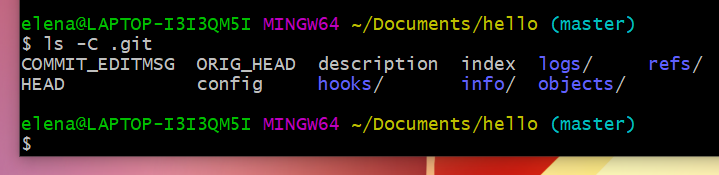 elena@LAPTOP-I3I3QM5I MINGW64 ~/Documents/hello (master)
$ ls -C .git
COMMIT_EDITMSG  ORIG_HEAD  description  index  logs/     refs/
HEAD            config     hooks/       info/  objects/

elena@LAPTOP-I3I3QM5I MINGW64 ~/Documents/hello (master)
$